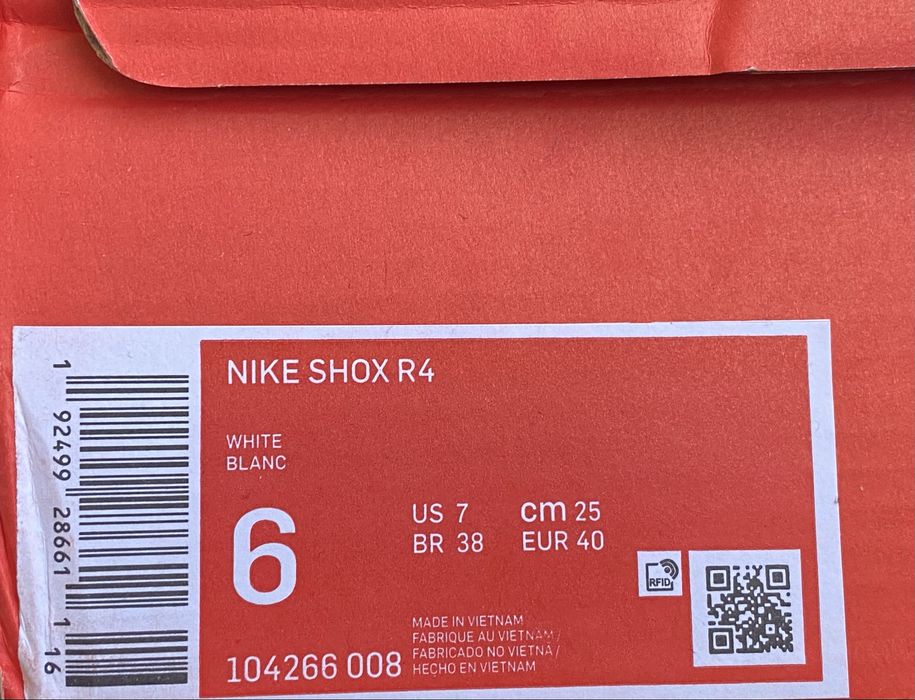 NIKE SHOX R4
WHITE
BLANC
6
US 7
cm 25
BR 38
EUR 40
RFID
MADE IN VIETNAM
FABRIQUE AU VIETNAM /
FABRICADO NO VIETNÃ /
HECHO EN VIETNAM
104266 008
1 92499 28661 1 16